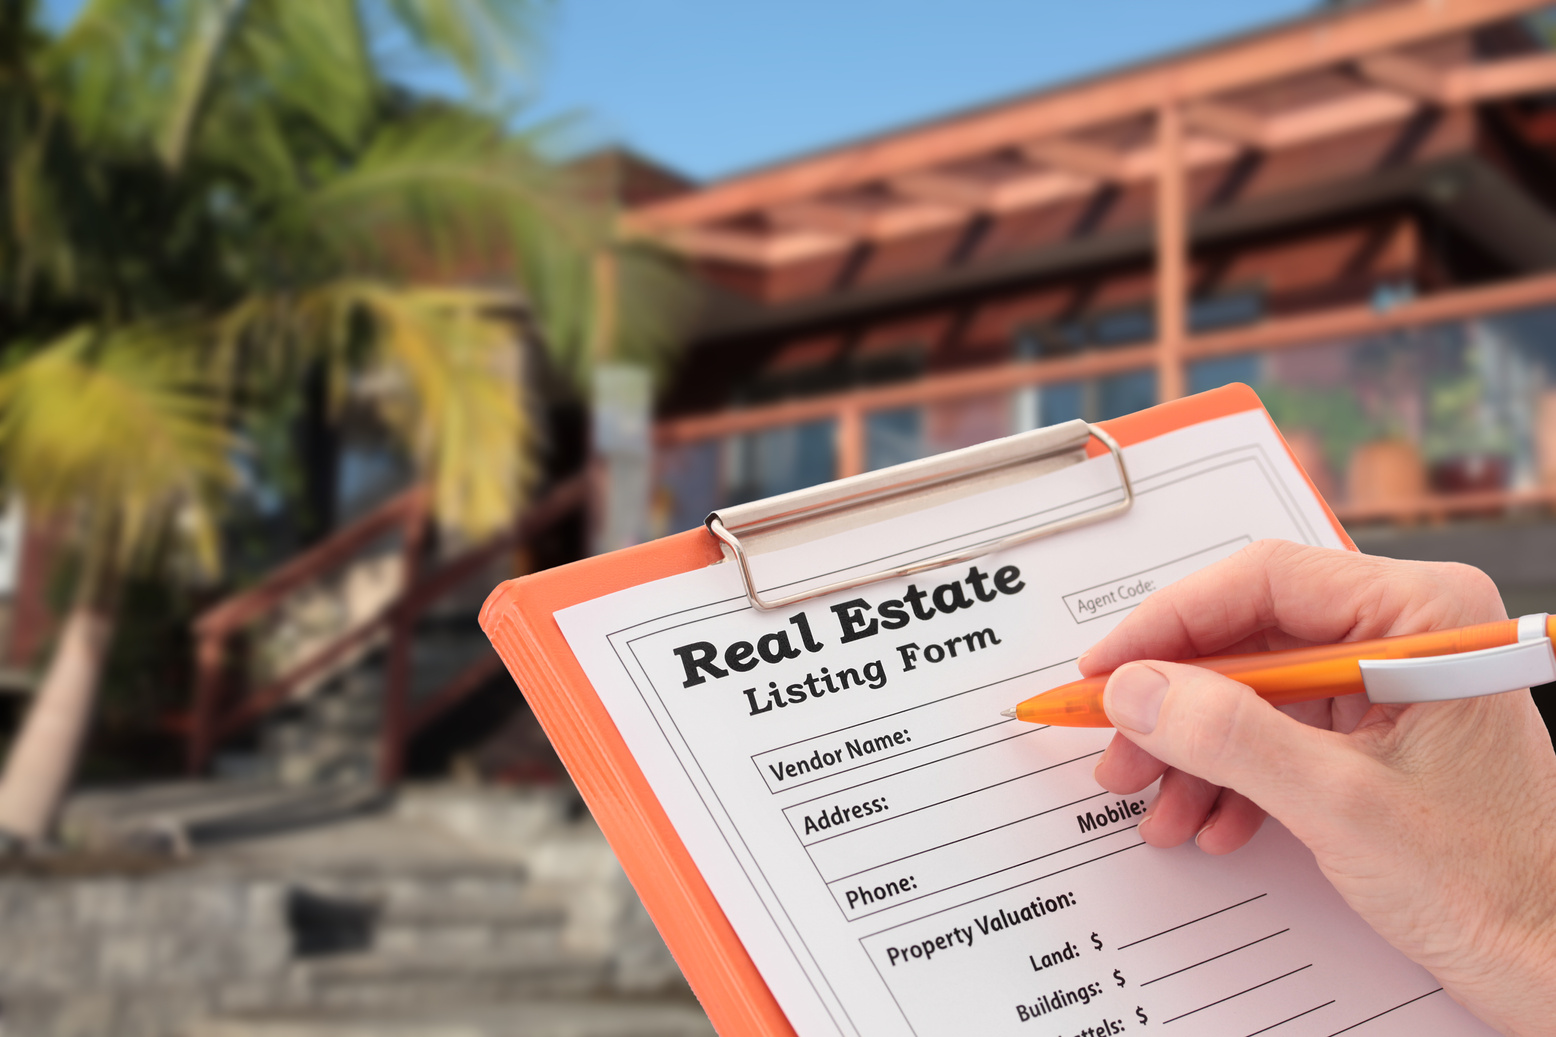 Real Estate
Listing Form
Agent Code:
Vendor Name:
Address:
Mobile:
Phone:
Property Valuation:
Land: $
Buildings: $
$